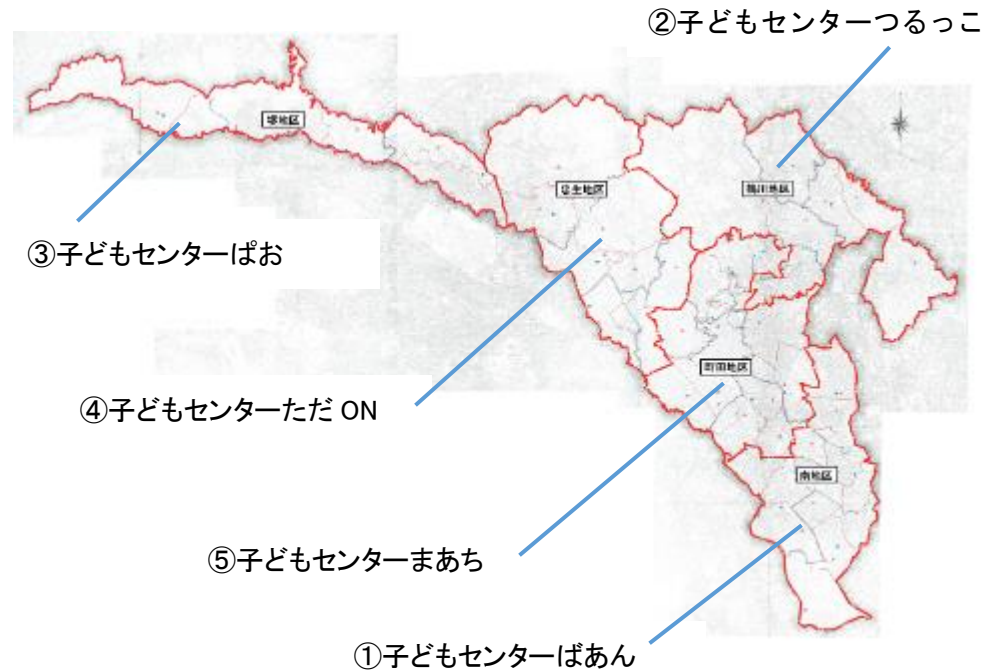 ②子どもセンターつるっこ
堺地区
忠生地区
鶴川地区
③子どもセンターぱお
町田地区
④子どもセンターただ ON
南地区
⑤子どもセンターまあち
①子どもセンターばあん